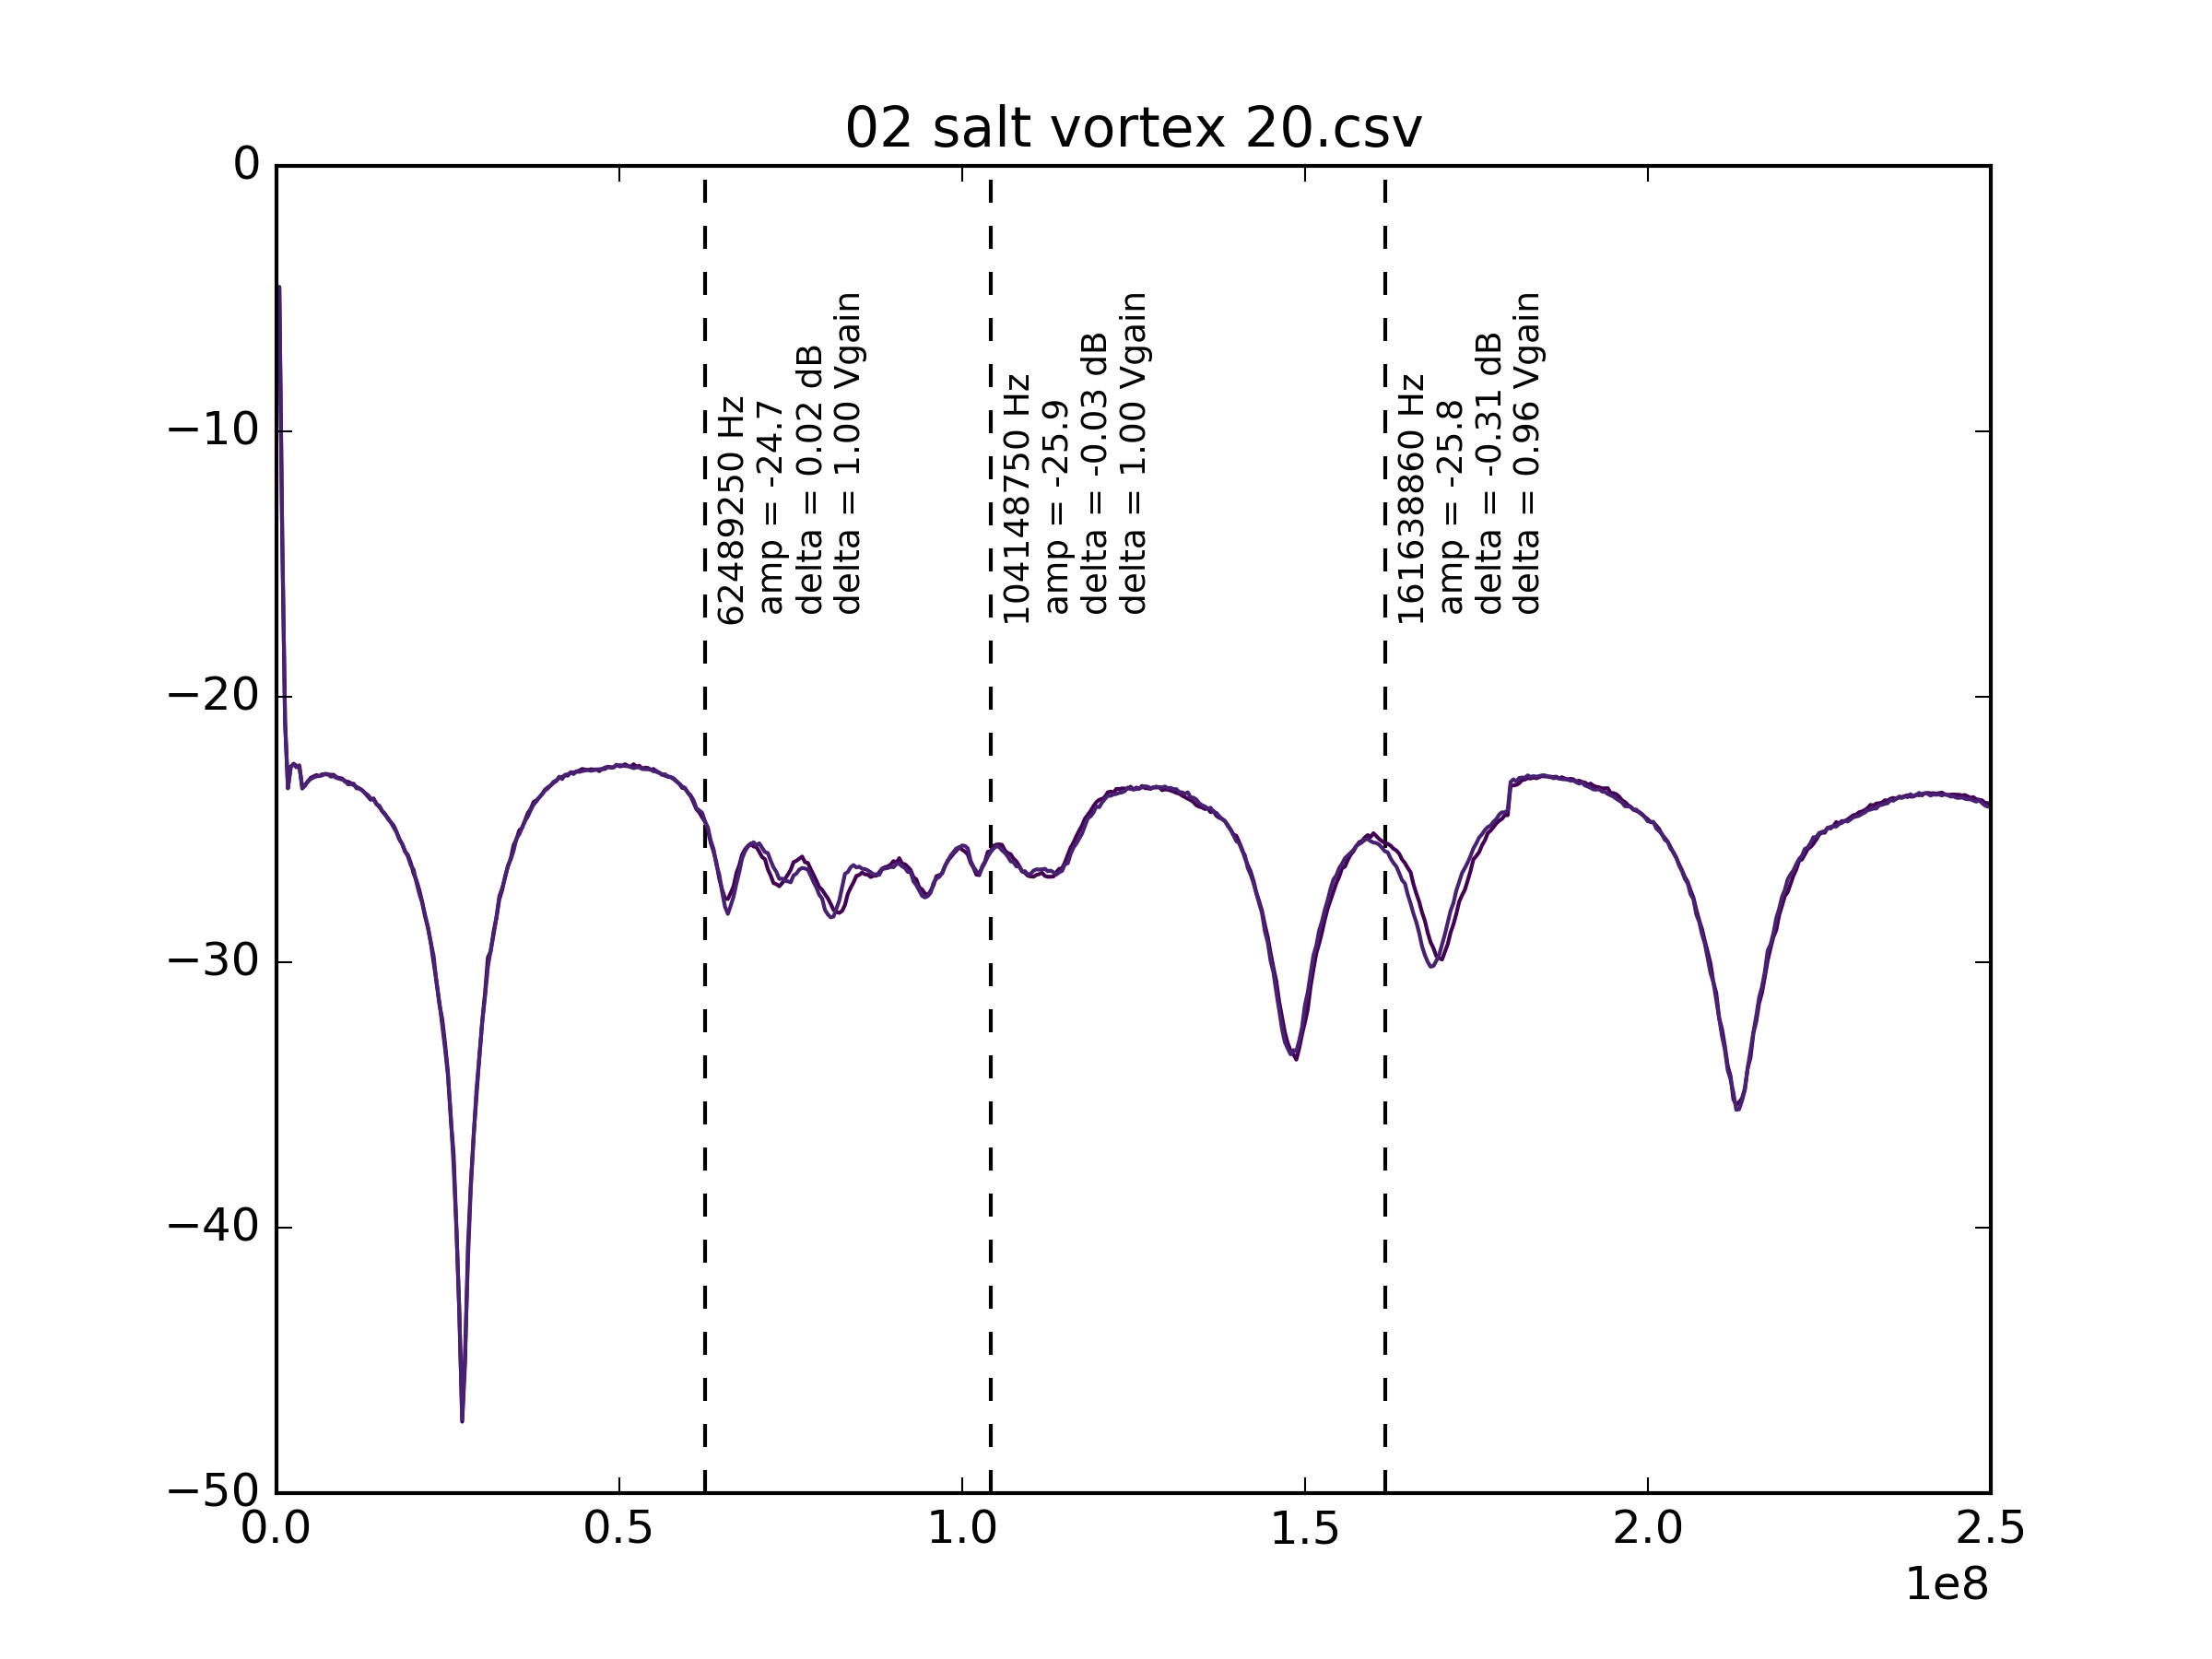 02 salt vortex 20.csv
0
−10
−20
−30
−40
−50
62489250 Hz
amp = -24.7
delta = 0.02 dB
delta = 1.00 Vgain
104148750 Hz
amp = -25.9
delta = -0.03 dB
delta = 1.00 Vgain
161638860 Hz
amp = -25.8
delta = -0.31 dB
delta = 0.96 Vgain
0.0 0.5 1.0 1.5 2.0 2.5
1e8